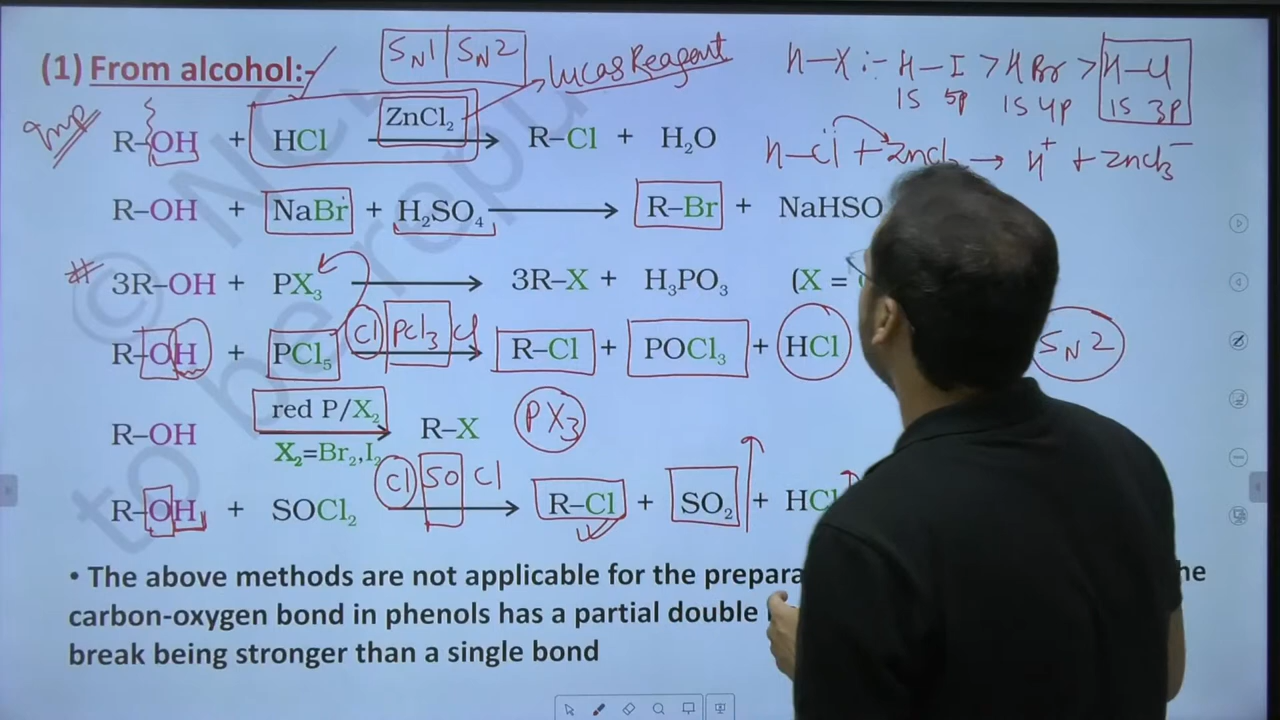 (1) From alcohol:-
SN1 | SN2
Lucas Reagent
H-X :- H-I > HBr > H-Cl
1S 5p 1S 4p 1S 3p
Imp
R–OH + HCl ZnCl2 R–Cl + H2O
H-Cl + ZnCl2 → H+ + ZnCl3–
R–OH + NaBr + H2SO4 → R–Br + NaHSO
# 3R–OH + PX3 → 3R–X + H3PO3 (X =
Cl PCl3 Cl
R–OH + PCl5 → R–Cl + POCl3 + HCl SN2
R–OH red P/X2 R–X PX3
X2=Br2,I2
Cl SO Cl
R–OH + SOCl2 → R–Cl + SO2 + HCl
• The above methods are not applicable for the
carbon-oxygen bond in phenols has a partial double
break being stronger than a single bond